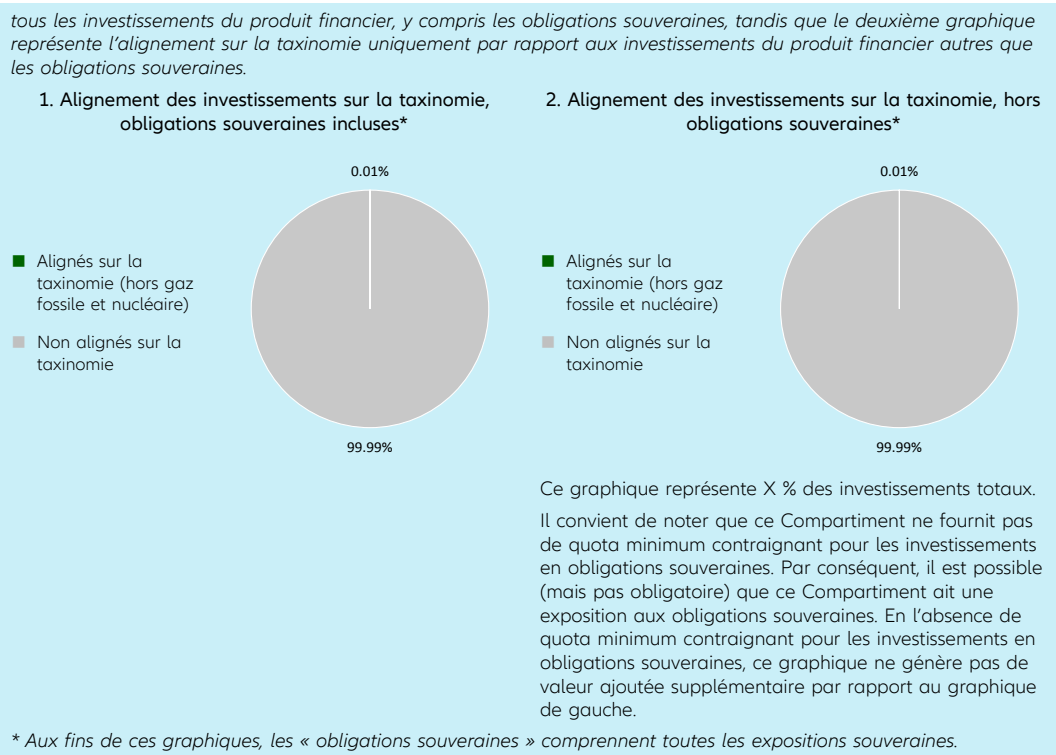 tous les investissements du produit financier, y compris les obligations souveraines, tandis que le deuxième graphique
représente l’alignement sur la taxinomie uniquement par rapport aux investissements du produit financier autres que
les obligations souveraines.
1. Alignement des investissements sur la taxinomie,
obligations souveraines incluses*
0.01%
Alignés sur la
taxinomie (hors gaz
fossile et nucléaire)
Non alignés sur la
taxinomie
99.99%
2. Alignement des investissements sur la taxinomie, hors
obligations souveraines*
0.01%
Alignés sur la
taxinomie (hors gaz
fossile et nucléaire)
Non alignés sur la
taxinomie
99.99%
Ce graphique représente X % des investissements totaux.
Il convient de noter que ce Compartiment ne fournit pas
de quota minimum contraignant pour les investissements
en obligations souveraines. Par conséquent, il est possible
(mais pas obligatoire) que ce Compartiment ait une
exposition aux obligations souveraines. En l’absence de
quota minimum contraignant pour les investissements en
obligations souveraines, ce graphique ne génère pas de
valeur ajoutée supplémentaire par rapport au graphique
de gauche.
* Aux fins de ces graphiques, les « obligations souveraines » comprennent toutes les expositions souveraines.